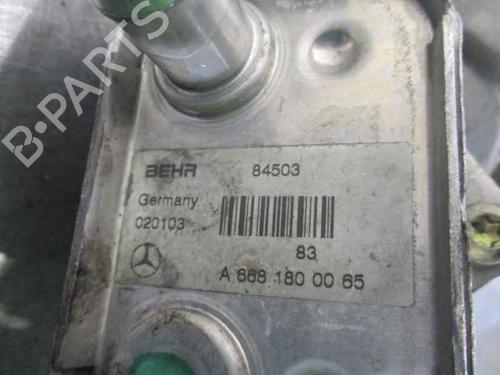 BEHR 84503
Germany
020103
83
A 668 180 00 65
B-PARTS